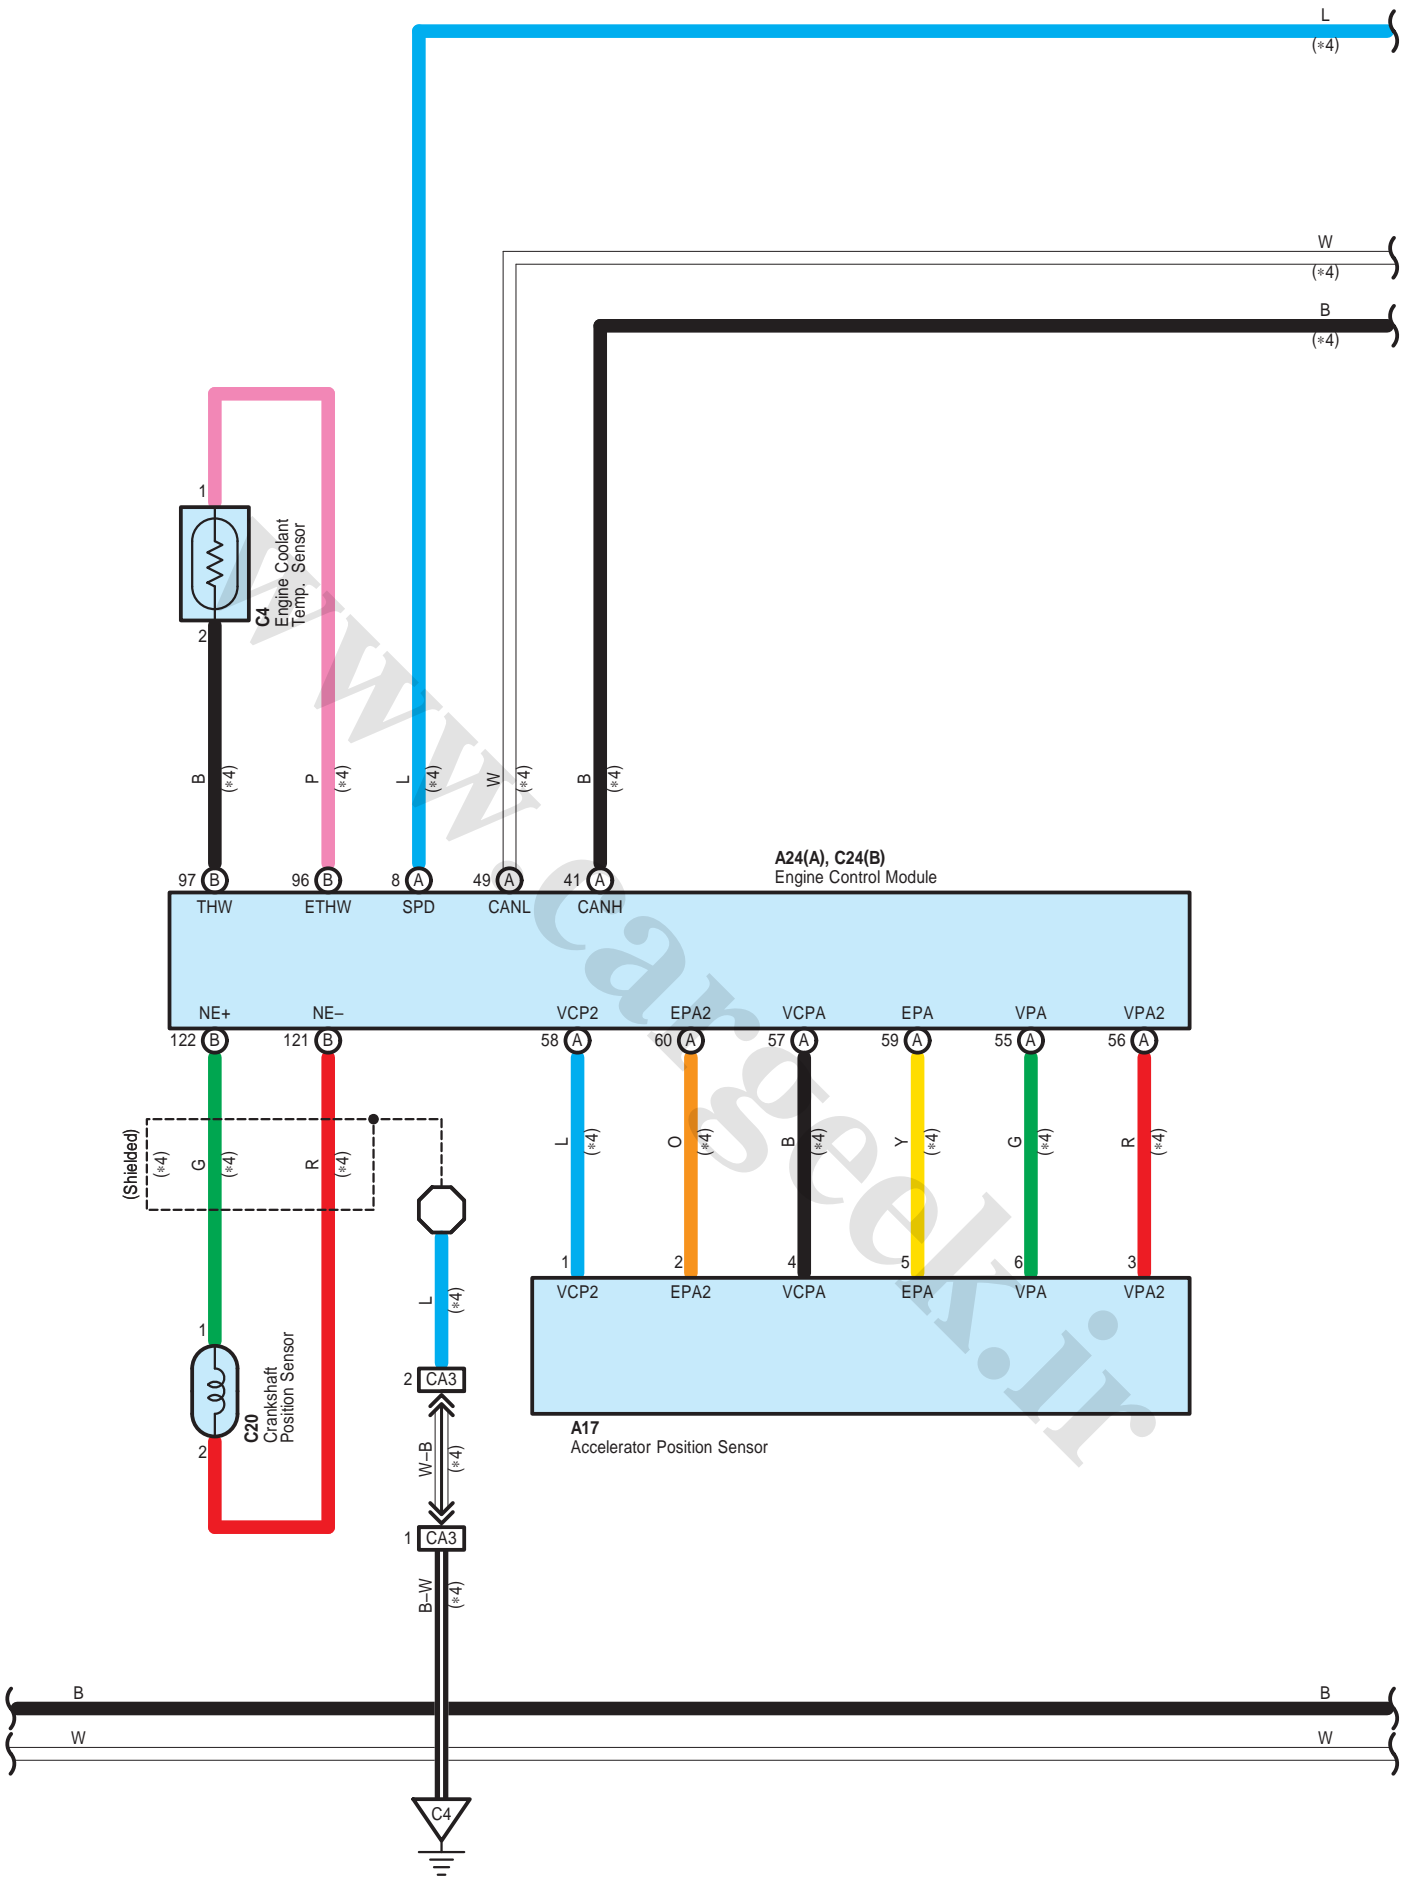 L
(∗4)
W
(∗4)
B
(∗4)
1
C4
Engine Coolant
Temp. Sensor
2
B
(∗4)
P
(∗4)
L
(∗4)
W
(∗4)
B
(∗4)
A24(A), C24(B)
Engine Control Module
97 B
96 B
8 A
49 A
41 A
THW
ETHW
SPD
CANL
CANH
NE+
NE–
VCP2
EPA2
VCPA
EPA
VPA
VPA2
122 B
121 B
58 A
60 A
57 A
59 A
55 A
56 A
(Shielded)
(∗4)
G
(∗4)
R
(∗4)
L
(∗4)
O
(∗4)
B
(∗4)
Y
(∗4)
G
(∗4)
R
(∗4)
1
2
4
5
6
3
VCP2
EPA2
VCPA
EPA
VPA
VPA2
L
(∗4)
1
C20
Crankshaft
Position Sensor
2
2 CA3
A17
Accelerator Position Sensor
W–B
(∗4)
1 CA3
B–W
(∗4)
B
B
W
W
C4
www.cargeek.ir